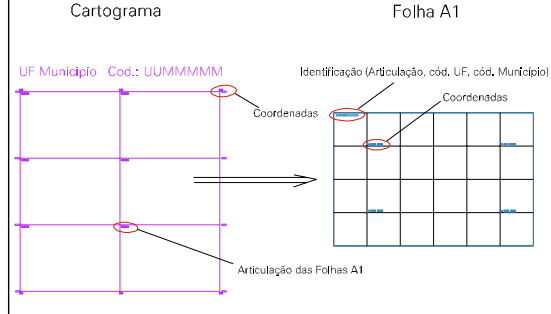 Cartograma
Folha A1
UF Município Cod.: UUMMMMM
Identificação (Articulação, cód. UF, cód. Município)
Coordenadas
Coordenadas
Articulação das Folhas A1